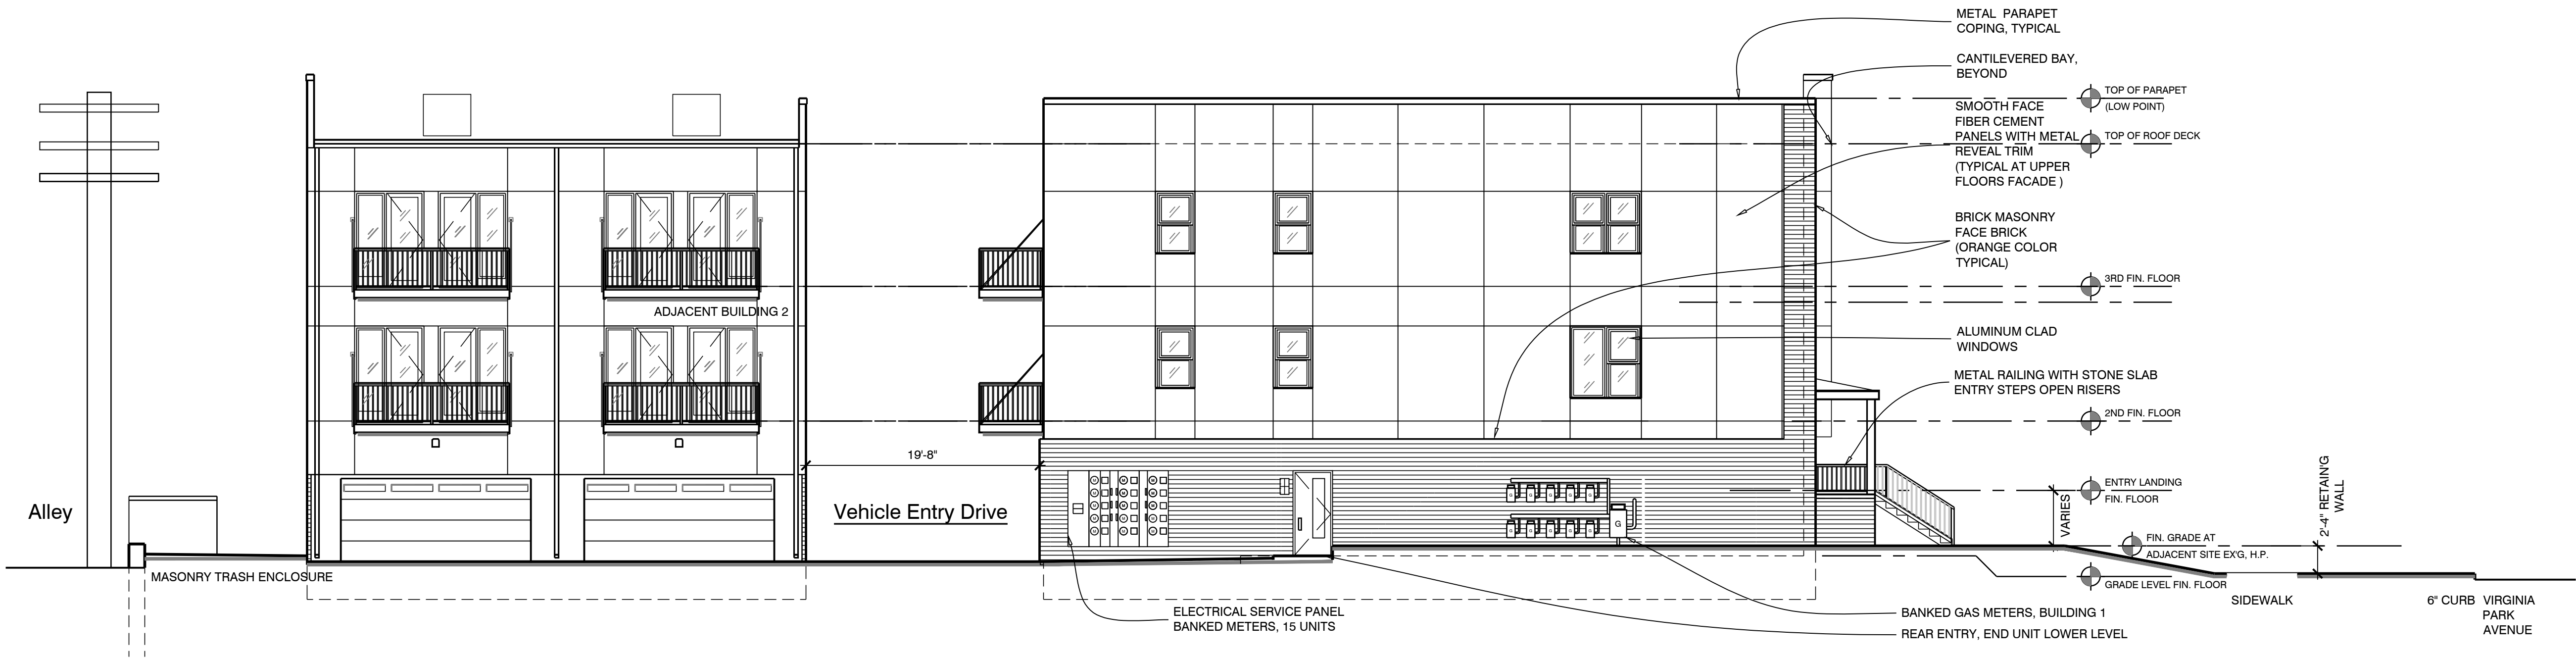 METAL PARAPET
COPING, TYPICAL
CANTILEVERED BAY,
BEYOND
TOP OF PARAPET
(LOW POINT)
SMOOTH FACE
FIBER CEMENT
PANELS WITH METAL
REVEAL TRIM
(TYPICAL AT UPPER
FLOORS FACADE )
TOP OF ROOF DECK
BRICK MASONRY
FACE BRICK
(ORANGE COLOR
TYPICAL)
3RD FIN. FLOOR
ADJACENT BUILDING 2
ALUMINUM CLAD
WINDOWS
METAL RAILING WITH STONE SLAB
ENTRY STEPS OPEN RISERS
2ND FIN. FLOOR
19'-8"
ENTRY LANDING
FIN. FLOOR
VARIES
2'-4" RETAIN'G
WALL
Alley
Vehicle Entry Drive
G
FIN. GRADE AT
ADJACENT SITE EX'G, H.P.
MASONRY TRASH ENCLOSURE
GRADE LEVEL FIN. FLOOR
SIDEWALK
6" CURB
VIRGINIA
PARK
AVENUE
ELECTRICAL SERVICE PANEL
BANKED METERS, 15 UNITS
BANKED GAS METERS, BUILDING 1
REAR ENTRY, END UNIT LOWER LEVEL